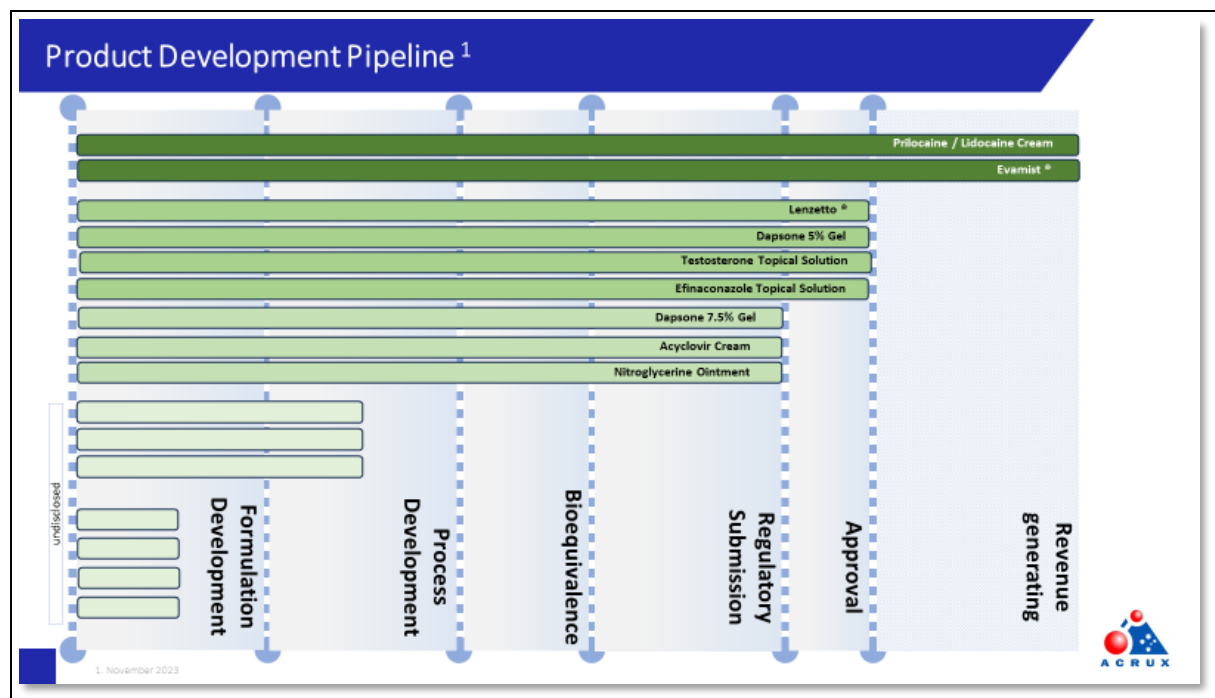 Product Development Pipeline 1
Prilocaine / Lidocaine Cream
Evamist ®
Lenzetto ®
Dapsone 5% Gel
Testosterone Topical Solution
Efinaconazole Topical Solution
Dapsone 7.5% Gel
Acyclovir Cream
Nitroglycerine Ointment
undisclosed
Formulation
Development
Process
Development
Bioequivalence
Regulatory
Submission
Approval
Revenue
generating
1. November 2023
ACRUX